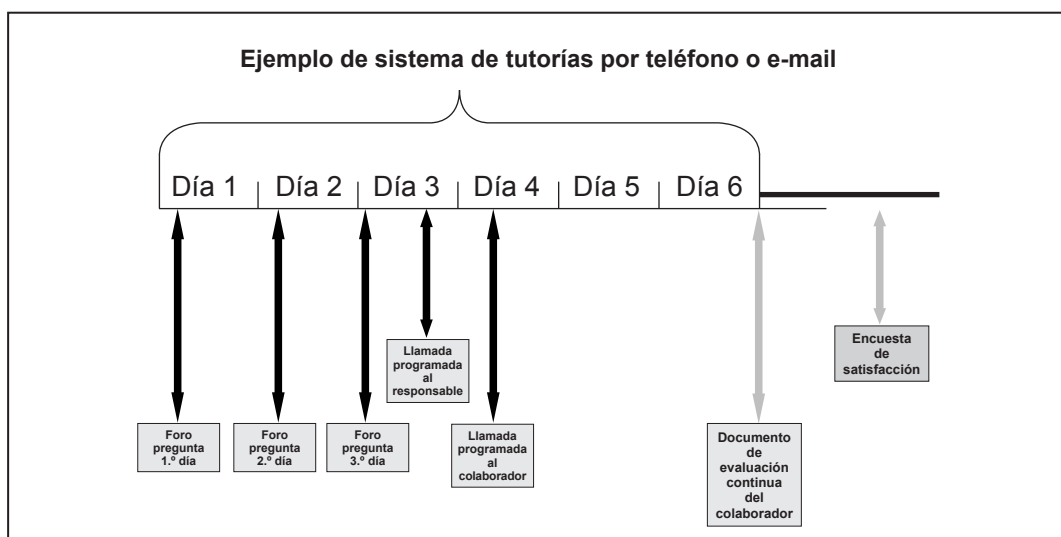 Ejemplo de sistema de tutorías por teléfono o e-mail
Día 1
Día 2
Día 3
Día 4
Día 5
Día 6
Llamada
programada
al
responsable
Encuesta
de
satisfacción
Foro
pregunta
1.º día
Foro
pregunta
2.º día
Foro
pregunta
3.º día
Llamada
programada
al
colaborador
Documento
de
evaluación
continua
del
colaborador